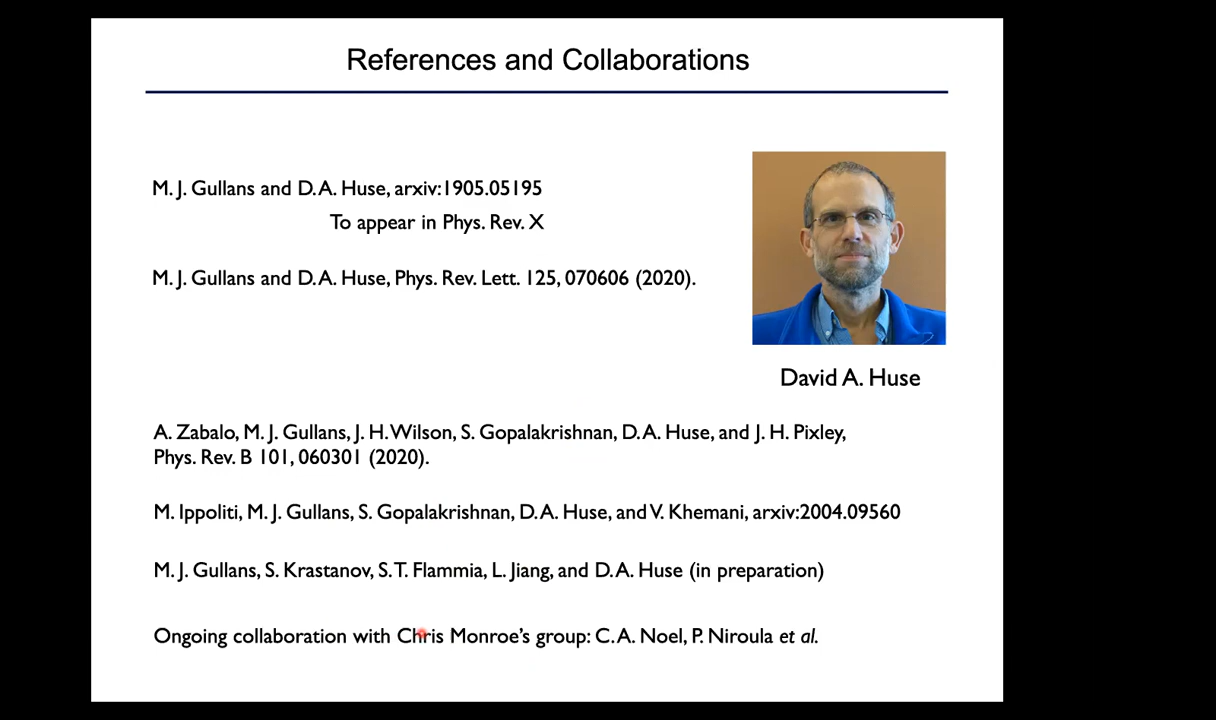 References and Collaborations
M. J. Gullans and D. A. Huse, arxiv:1905.05195
To appear in Phys. Rev. X
M. J. Gullans and D. A. Huse, Phys. Rev. Lett. 125, 070606 (2020).
David A. Huse
A. Zabalo, M. J. Gullans, J. H. Wilson, S. Gopalakrishnan, D. A. Huse, and J. H. Pixley,
Phys. Rev. B 101, 060301 (2020).
M. Ippoliti, M. J. Gullans, S. Gopalakrishnan, D. A. Huse, and V. Khemani, arxiv:2004.09560
M. J. Gullans, S. Krastanov, S. T. Flammia, L. Jiang, and D. A. Huse (in preparation)
Ongoing collaboration with Chris Monroe's group: C. A. Noel, P. Niroula et al.